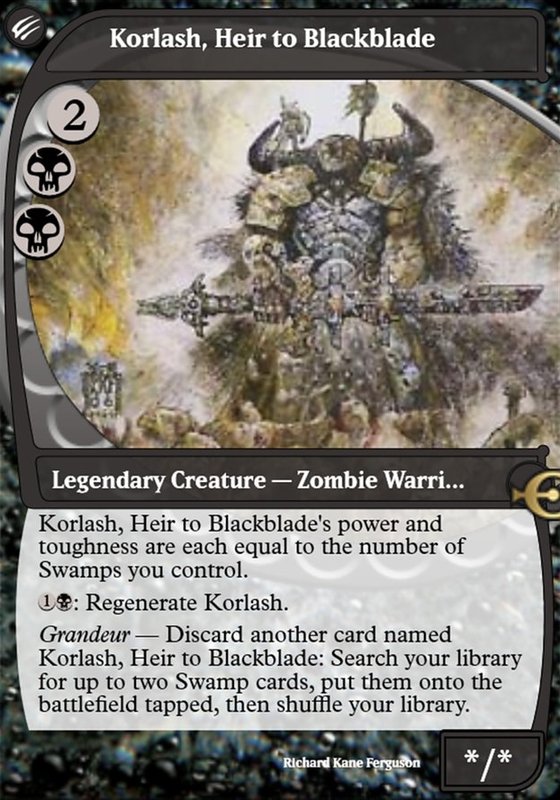 Korlash, Heir to Blackblade
2
Legendary Creature — Zombie Warri...
Korlash, Heir to Blackblade's power and
toughness are each equal to the number of
Swamps you control.
1: Regenerate Korlash.
Grandeur — Discard another card named
Korlash, Heir to Blackblade: Search your library
for up to two Swamp cards, put them onto the
battlefield tapped, then shuffle your library.
Richard Kane Ferguson
*/*